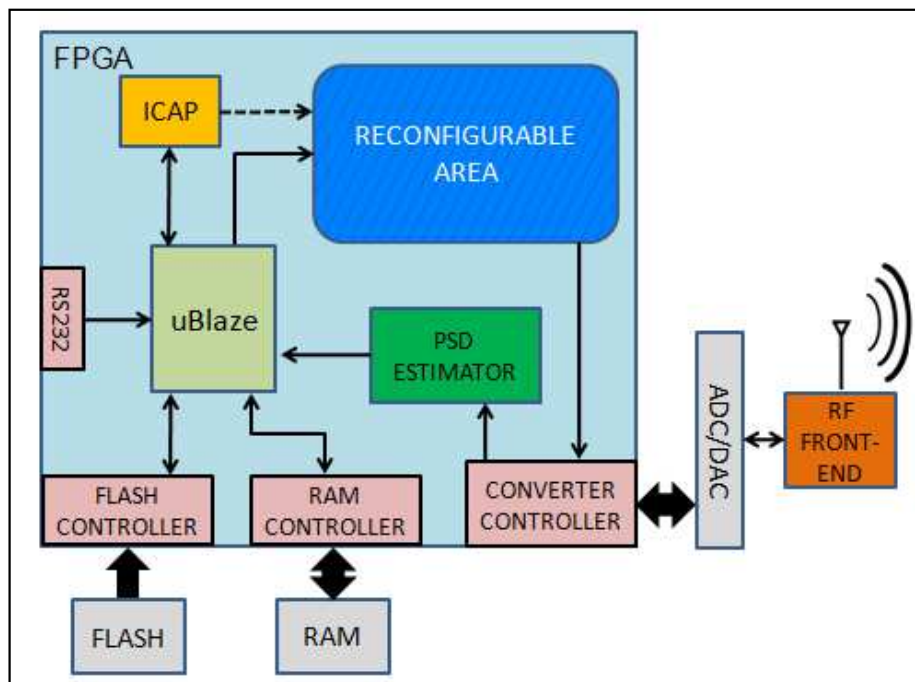 FPGA
ICAP
RECONFIGURABLE
AREA
RS232
uBlaze
PSD
ESTIMATOR
ADC/DAC
RF
FRONT-
END
FLASH
CONTROLLER
RAM
CONTROLLER
CONVERTER
CONTROLLER
FLASH
RAM